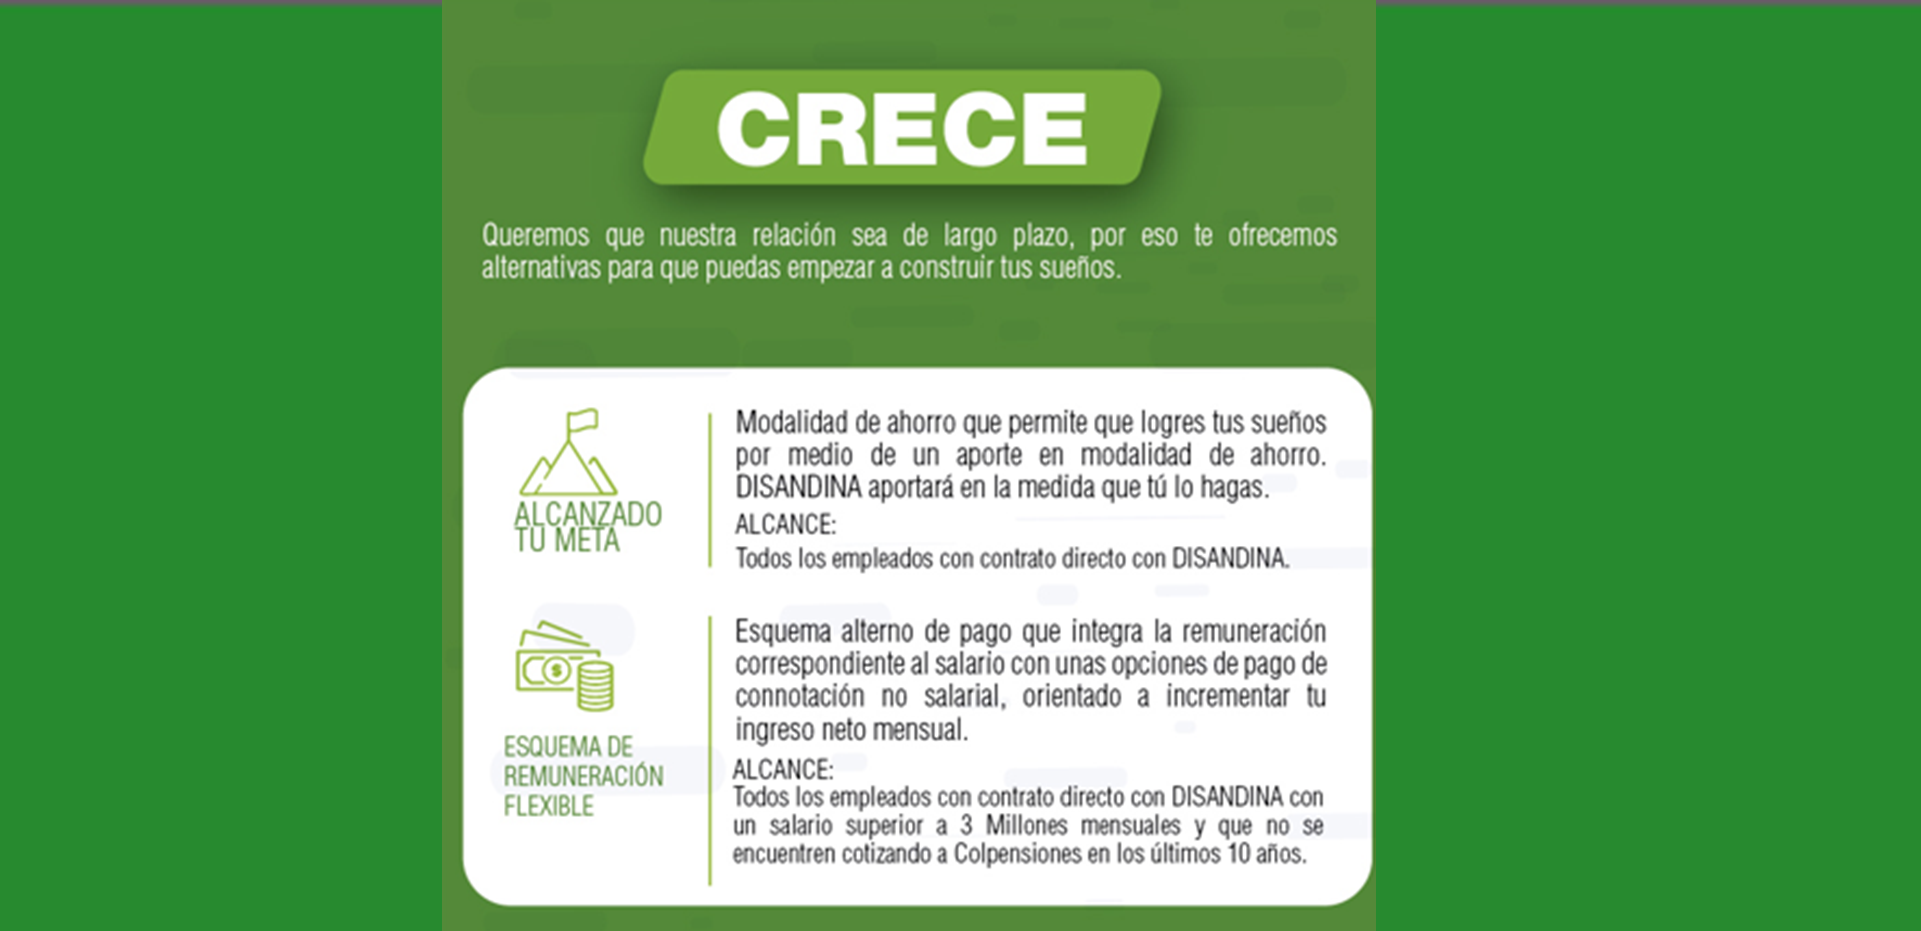 CRECE
Queremos que nuestra relación sea de largo plazo, por eso te ofrecemos
alternativas para que puedas empezar a construir tus sueños.
ALCANZADO
TU META
Modalidad de ahorro que permite que logres tus sueños
por medio de un aporte en modalidad de ahorro.
DISANDINA aportará en la medida que tú lo hagas.
ALCANCE:
Todos los empleados con contrato directo con DISANDINA.
ESQUEMA DE
REMUNERACIÓN
FLEXIBLE
Esquema alterno de pago que integra la remuneración
correspondiente al salario con unas opciones de pago de
connotación no salarial, orientado a incrementar tu
ingreso neto mensual.
ALCANCE:
Todos los empleados con contrato directo con DISANDINA con
un salario superior a 3 Millones mensuales y que no se
encuentren cotizando a Colpensiones en los últimos 10 años.